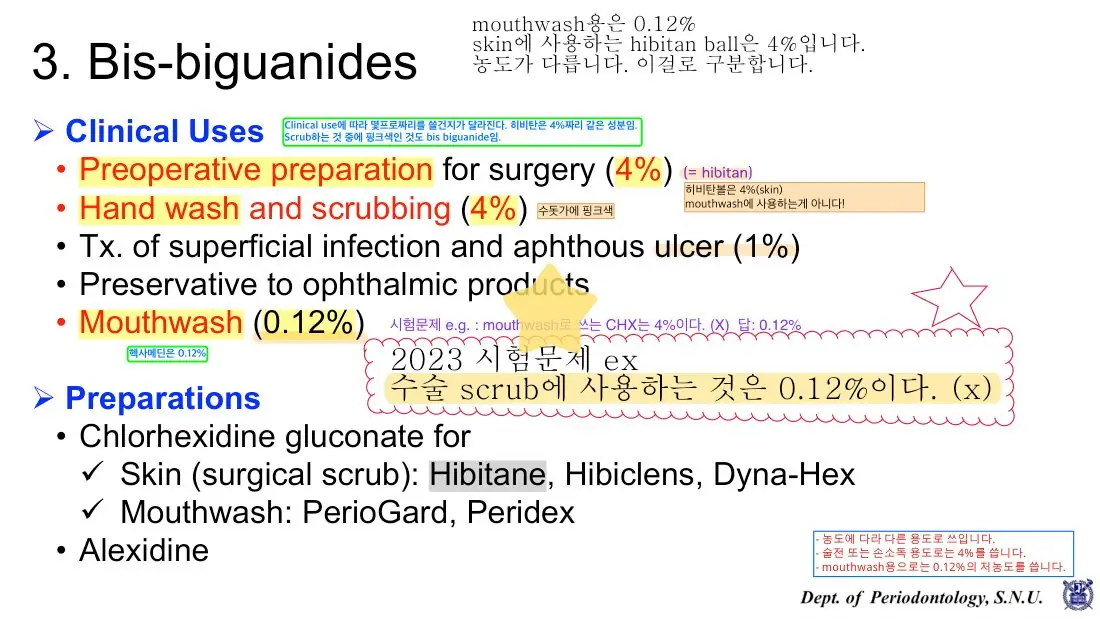 mouthwash용은 0.12%
skin에 사용하는 hibitan ball은 4%입니다.
농도가 다릅니다. 이걸로 구분합니다.
3. Bis-biguanides
➢ Clinical Uses
Clinical use에 따라 몇프로짜리를 쓸건지가 달라진다. 히비탄은 4%짜리 같은 성분임.
Scrub하는 것 중에 핑크색인 것도 bis biguanide임.
• Preoperative preparation for surgery (4%) (= hibitan)
히비탄볼은 4%(skin)
mouthwash에 사용하는게 아니다!
• Hand wash and scrubbing (4%) 수돗가에 핑크색
• Tx. of superficial infection and aphthous ulcer (1%)
• Preservative to ophthalmic products
• Mouthwash (0.12%)
시험문제 e.g. : mouthwash로 쓰는 CHX는 4%이다. (X) 답: 0.12%
헥사메딘은 0.12%
2023 시험문제 ex
수술 scrub에 사용하는 것은 0.12%이다. (x)
➢ Preparations
• Chlorhexidine gluconate for
✓ Skin (surgical scrub): Hibitane, Hibiclens, Dyna-Hex
✓ Mouthwash: PerioGard, Peridex
• Alexidine
- 농도에 다라 다른 용도로 쓰입니다.
- 술전 또는 손소독 용도로는 4%를 씁니다.
- mouthwash용으로는 0.12%의 저농도를 씁니다.
Dept. of Periodontology, S.N.U.